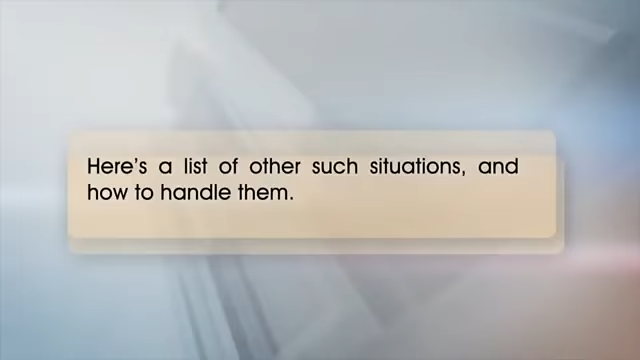 Here's a list of other such situations, and
how to handle them.